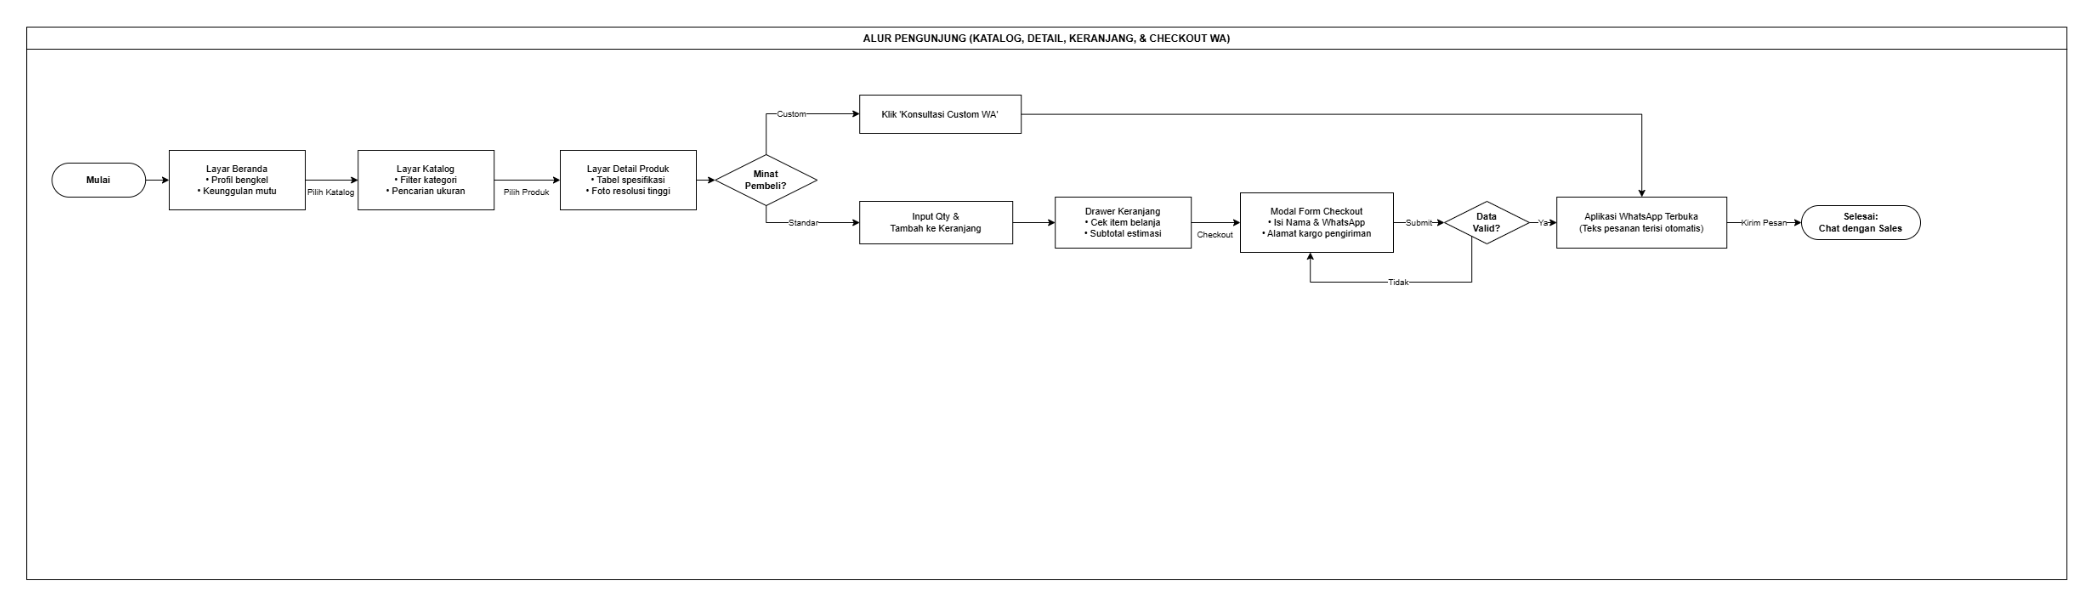 ALUR PENGUNJUNG (KATALOG, DETAIL, KERANJANG, & CHECKOUT WA)
Mulai
Layar Beranda
• Profil bengkel
• Keunggulan mutu
Pilih Katalog
Layar Katalog
• Filter kategori
• Pencarian ukuran
Pilih Produk
Layar Detail Produk
• Tabel spesifikasi
• Foto resolusi tinggi
Minat
Pembeli?
Custom
Klik 'Konsultasi Custom WA'
Standar
Input Qty &
Tambah ke Keranjang
Drawer Keranjang
• Cek item belanja
• Subtotal estimasi
Checkout
Modal Form Checkout
• Isi Nama & WhatsApp
• Alamat kargo pengiriman
Submit
Data
Valid?
Tidak
Ya
Aplikasi WhatsApp Terbuka
(Teks pesanan terisi otomatis)
Kirim Pesan
Selesai:
Chat dengan Sales